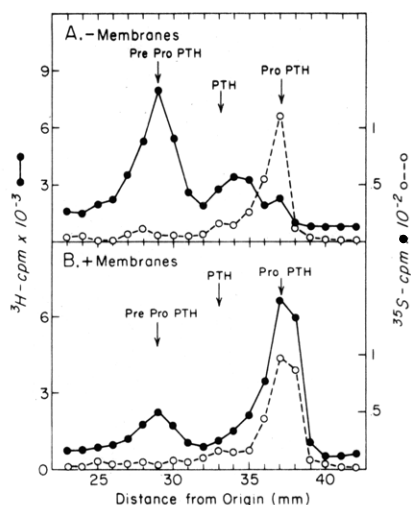 A.-Membranes
Pre Pro PTH
PTH
Pro PTH
9
6
3
0
1
5
B.+Membranes
Pre Pro PTH
PTH
Pro PTH
6
3
0
1
5
25
30
35
40
Distance from Origin (mm)
●—● ³H-cpm x 10⁻³
³⁵S-cpm ● 10⁻² ○--○